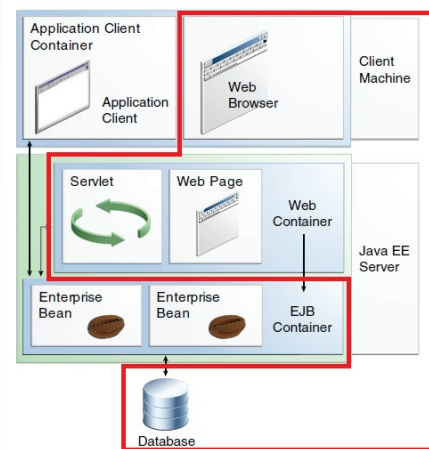 Application Client
Container
Application
Client
Web
Browser
Client
Machine
Servlet
Web Page
Web
Container
Java EE
Server
Enterprise
Bean
Enterprise
Bean
EJB
Container
Database